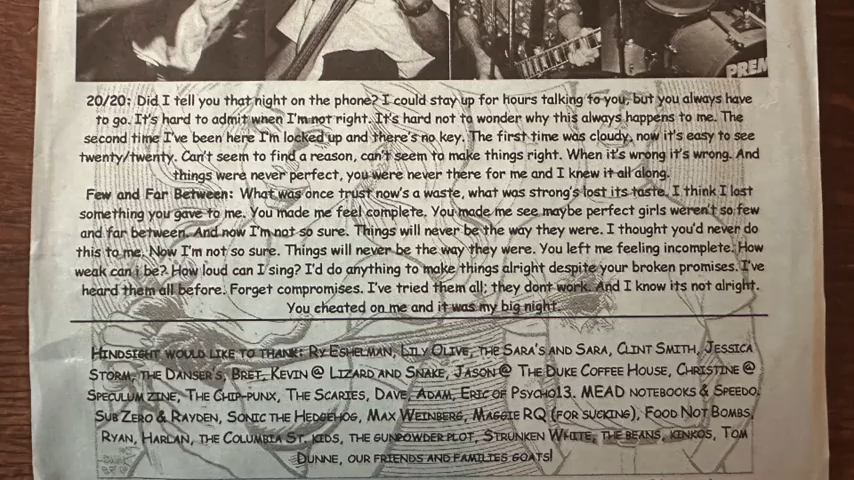 PREM
20/20: Did I tell you that night on the phone? I could stay up for hours talking to you, but you always have
to go. It's hard to admit when I'm not right. It's hard not to wonder why this always happens to me. The
second time I've been here I'm locked up and there's no key. The first time was cloudy, now it's easy to see
twenty/twenty. Can't seem to find a reason, can't seem to make things right. When it's wrong it's wrong. And
things were never perfect, you were never there for me and I knew it all along.
Few and Far Between: What was once trust now's a waste, what was strong's lost its taste. I think I lost
something you gave to me. You made me feel complete. You made me see maybe perfect girls weren't so few
and far between. And now I'm not so sure. Things will never be the way they were. I thought you'd never do
this to me. Now I'm not so sure. Things will never be the way they were. You left me feeling incomplete. How
weak can i be? How loud can I sing? I'd do anything to make things alright despite your broken promises. I've
heard them all before. Forget compromises. I've tried them all; they dont work. And I know its not alright.
You cheated on me and it was my big night.
Hindsight would like to thank: Ry Eshelman, Lily Olive, the Sara's and Sara, Clint Smith, Jessica
Storm, the Danser's, Bret, Kevin @ Lizard and Snake, Jason @ The Duke Coffee House, Christine @
Speculum zine, The Chip-punx, The Scaries, Dave, Adam, Eric of Psycho13. MEAD notebooks & Speedo.
Sub Zero & Rayden, Sonic the Hedgehog, Max Weinberg, Maggie RQ (for sucking), Food Not Bombs,
Ryan, Harlan, the Columbia St. kids, the gunpowder plot, Strunken White, the beans, kinkos, Tom
Dunne, our friends and families goats!